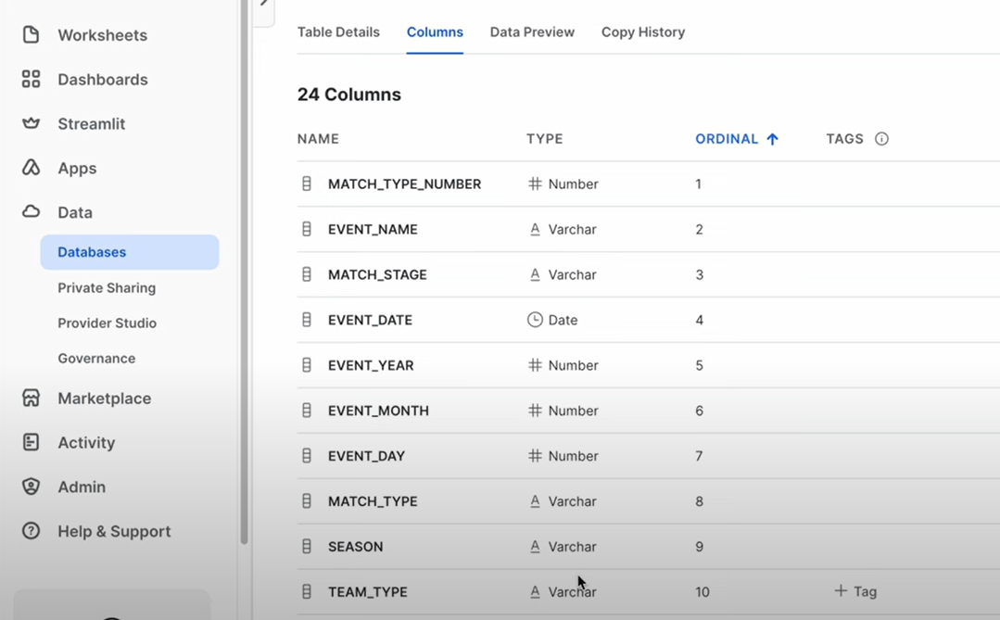 Worksheets
Dashboards
Streamlit
Apps
Data
Databases
Private Sharing
Provider Studio
Governance
Marketplace
Activity
Admin
Help & Support
Table Details Columns Data Preview Copy History
24 Columns
NAME TYPE ORDINAL TAGS
MATCH_TYPE_NUMBER Number 1
EVENT_NAME Varchar 2
MATCH_STAGE Varchar 3
EVENT_DATE Date 4
EVENT_YEAR Number 5
EVENT_MONTH Number 6
EVENT_DAY Number 7
MATCH_TYPE Varchar 8
SEASON Varchar 9
TEAM_TYPE Varchar 10 + Tag